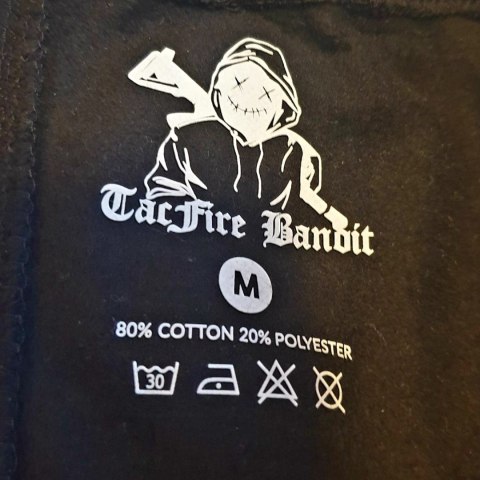 TacFire Bandit
M
80% COTTON 20% POLYESTER
30